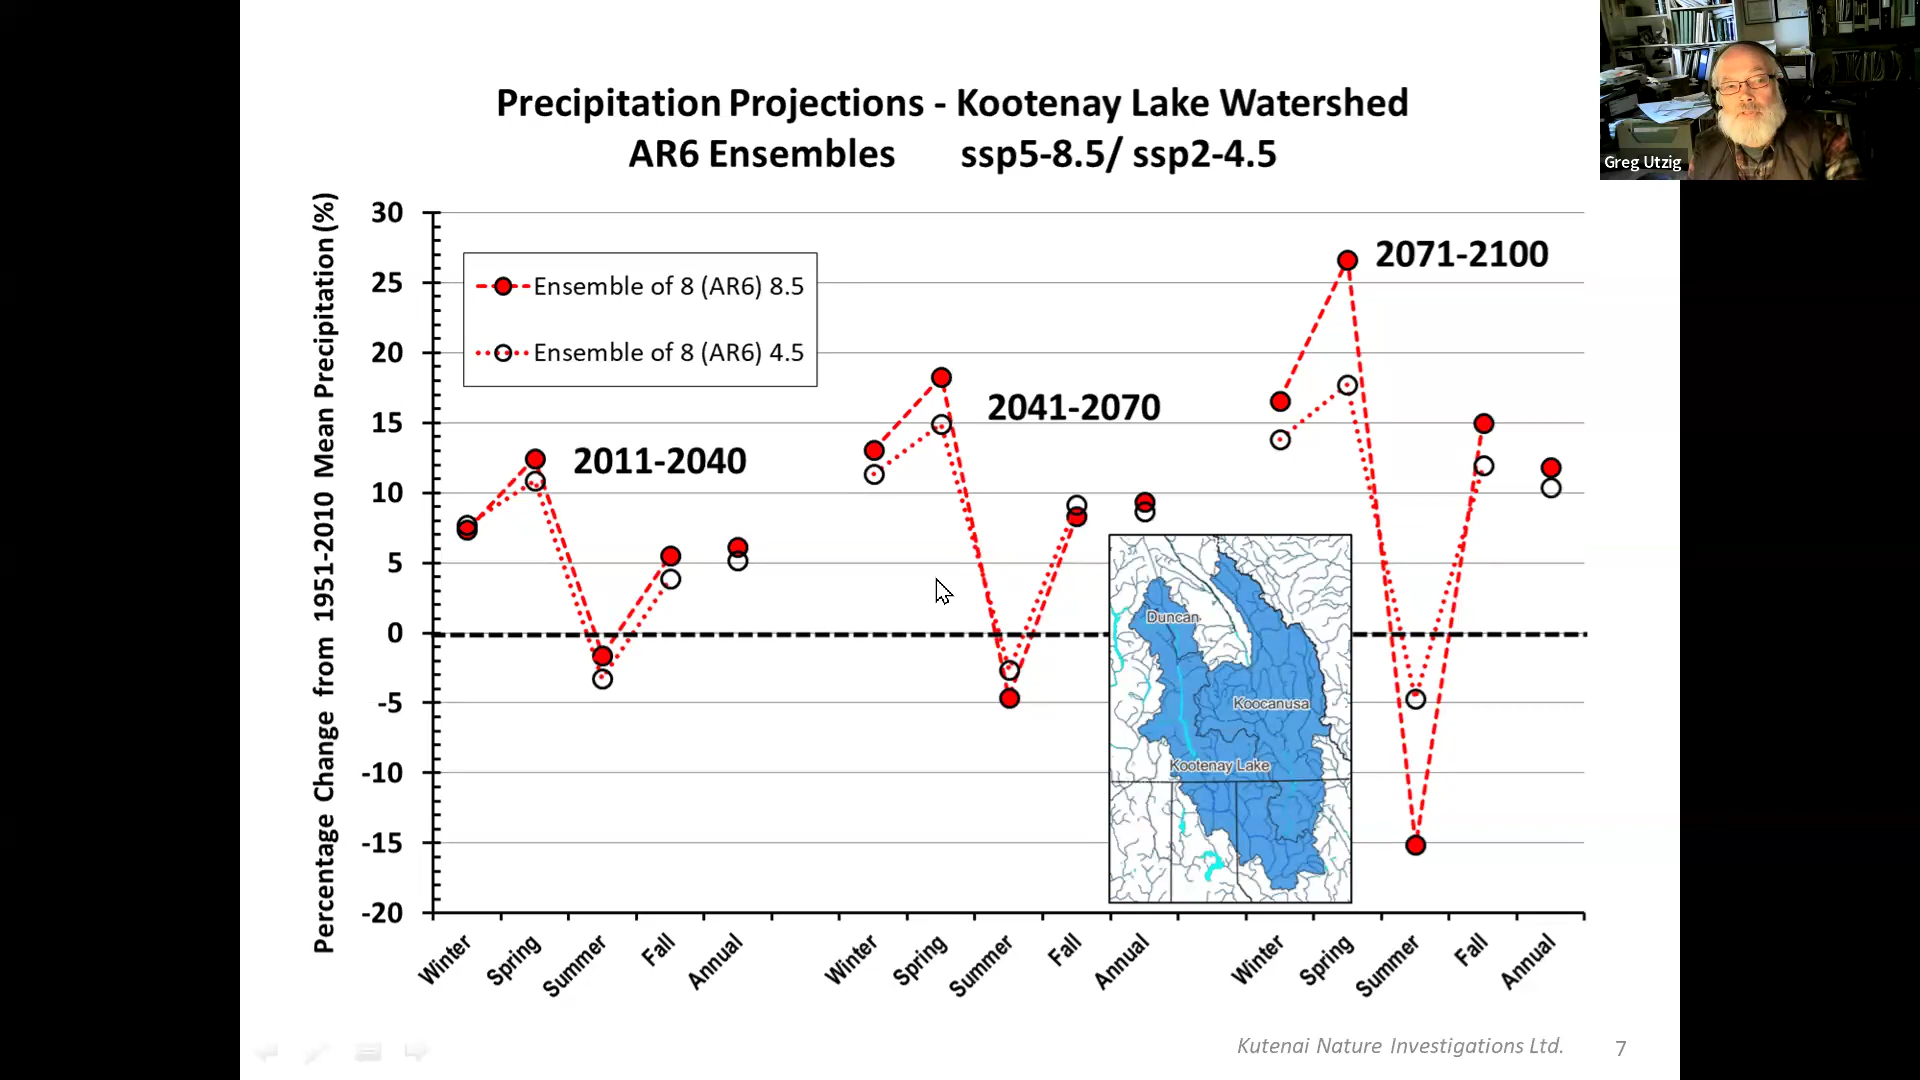 Precipitation Projections - Kootenay Lake Watershed
AR6 Ensembles ssp5-8.5/ ssp2-4.5
Greg Utzig
Percentage Change from 1951-2010 Mean Precipitation (%)
30
25
20
15
10
5
0
-5
-10
-15
-20
Ensemble of 8 (AR6) 8.5
Ensemble of 8 (AR6) 4.5
2011-2040
2041-2070
2071-2100
Duncan
Koocanusa
Kootenay Lake
Winter
Spring
Summer
Fall
Annual
Winter
Spring
Summer
Fall
Annual
Winter
Spring
Summer
Fall
Annual
Kutenai Nature Investigations Ltd.
7